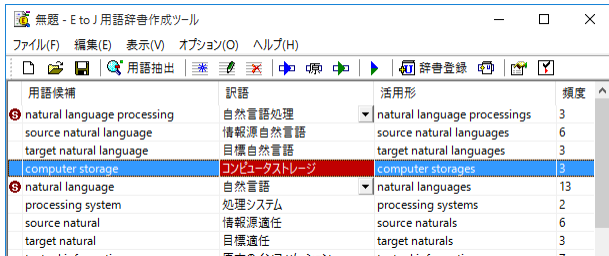 無題 - E to J 用語辞書作成ツール
ファイル(F) 編集(E) 表示(V) オプション(O) ヘルプ(H)
用語抽出 辞書登録
用語候補 訳語 活用形 頻度
natural language processing 自然言語処理 natural language processings 3
source natural language 情報源自然言語 source natural languages 6
target natural language 目標自然言語 target natural languages 3
computer storage コンピュータストレージ computer storages 3
natural language 自然言語 natural languages 13
processing system 処理システム processing systems 2
source natural 情報源適任 source naturals 6
target natural 目標適任 target naturals 3